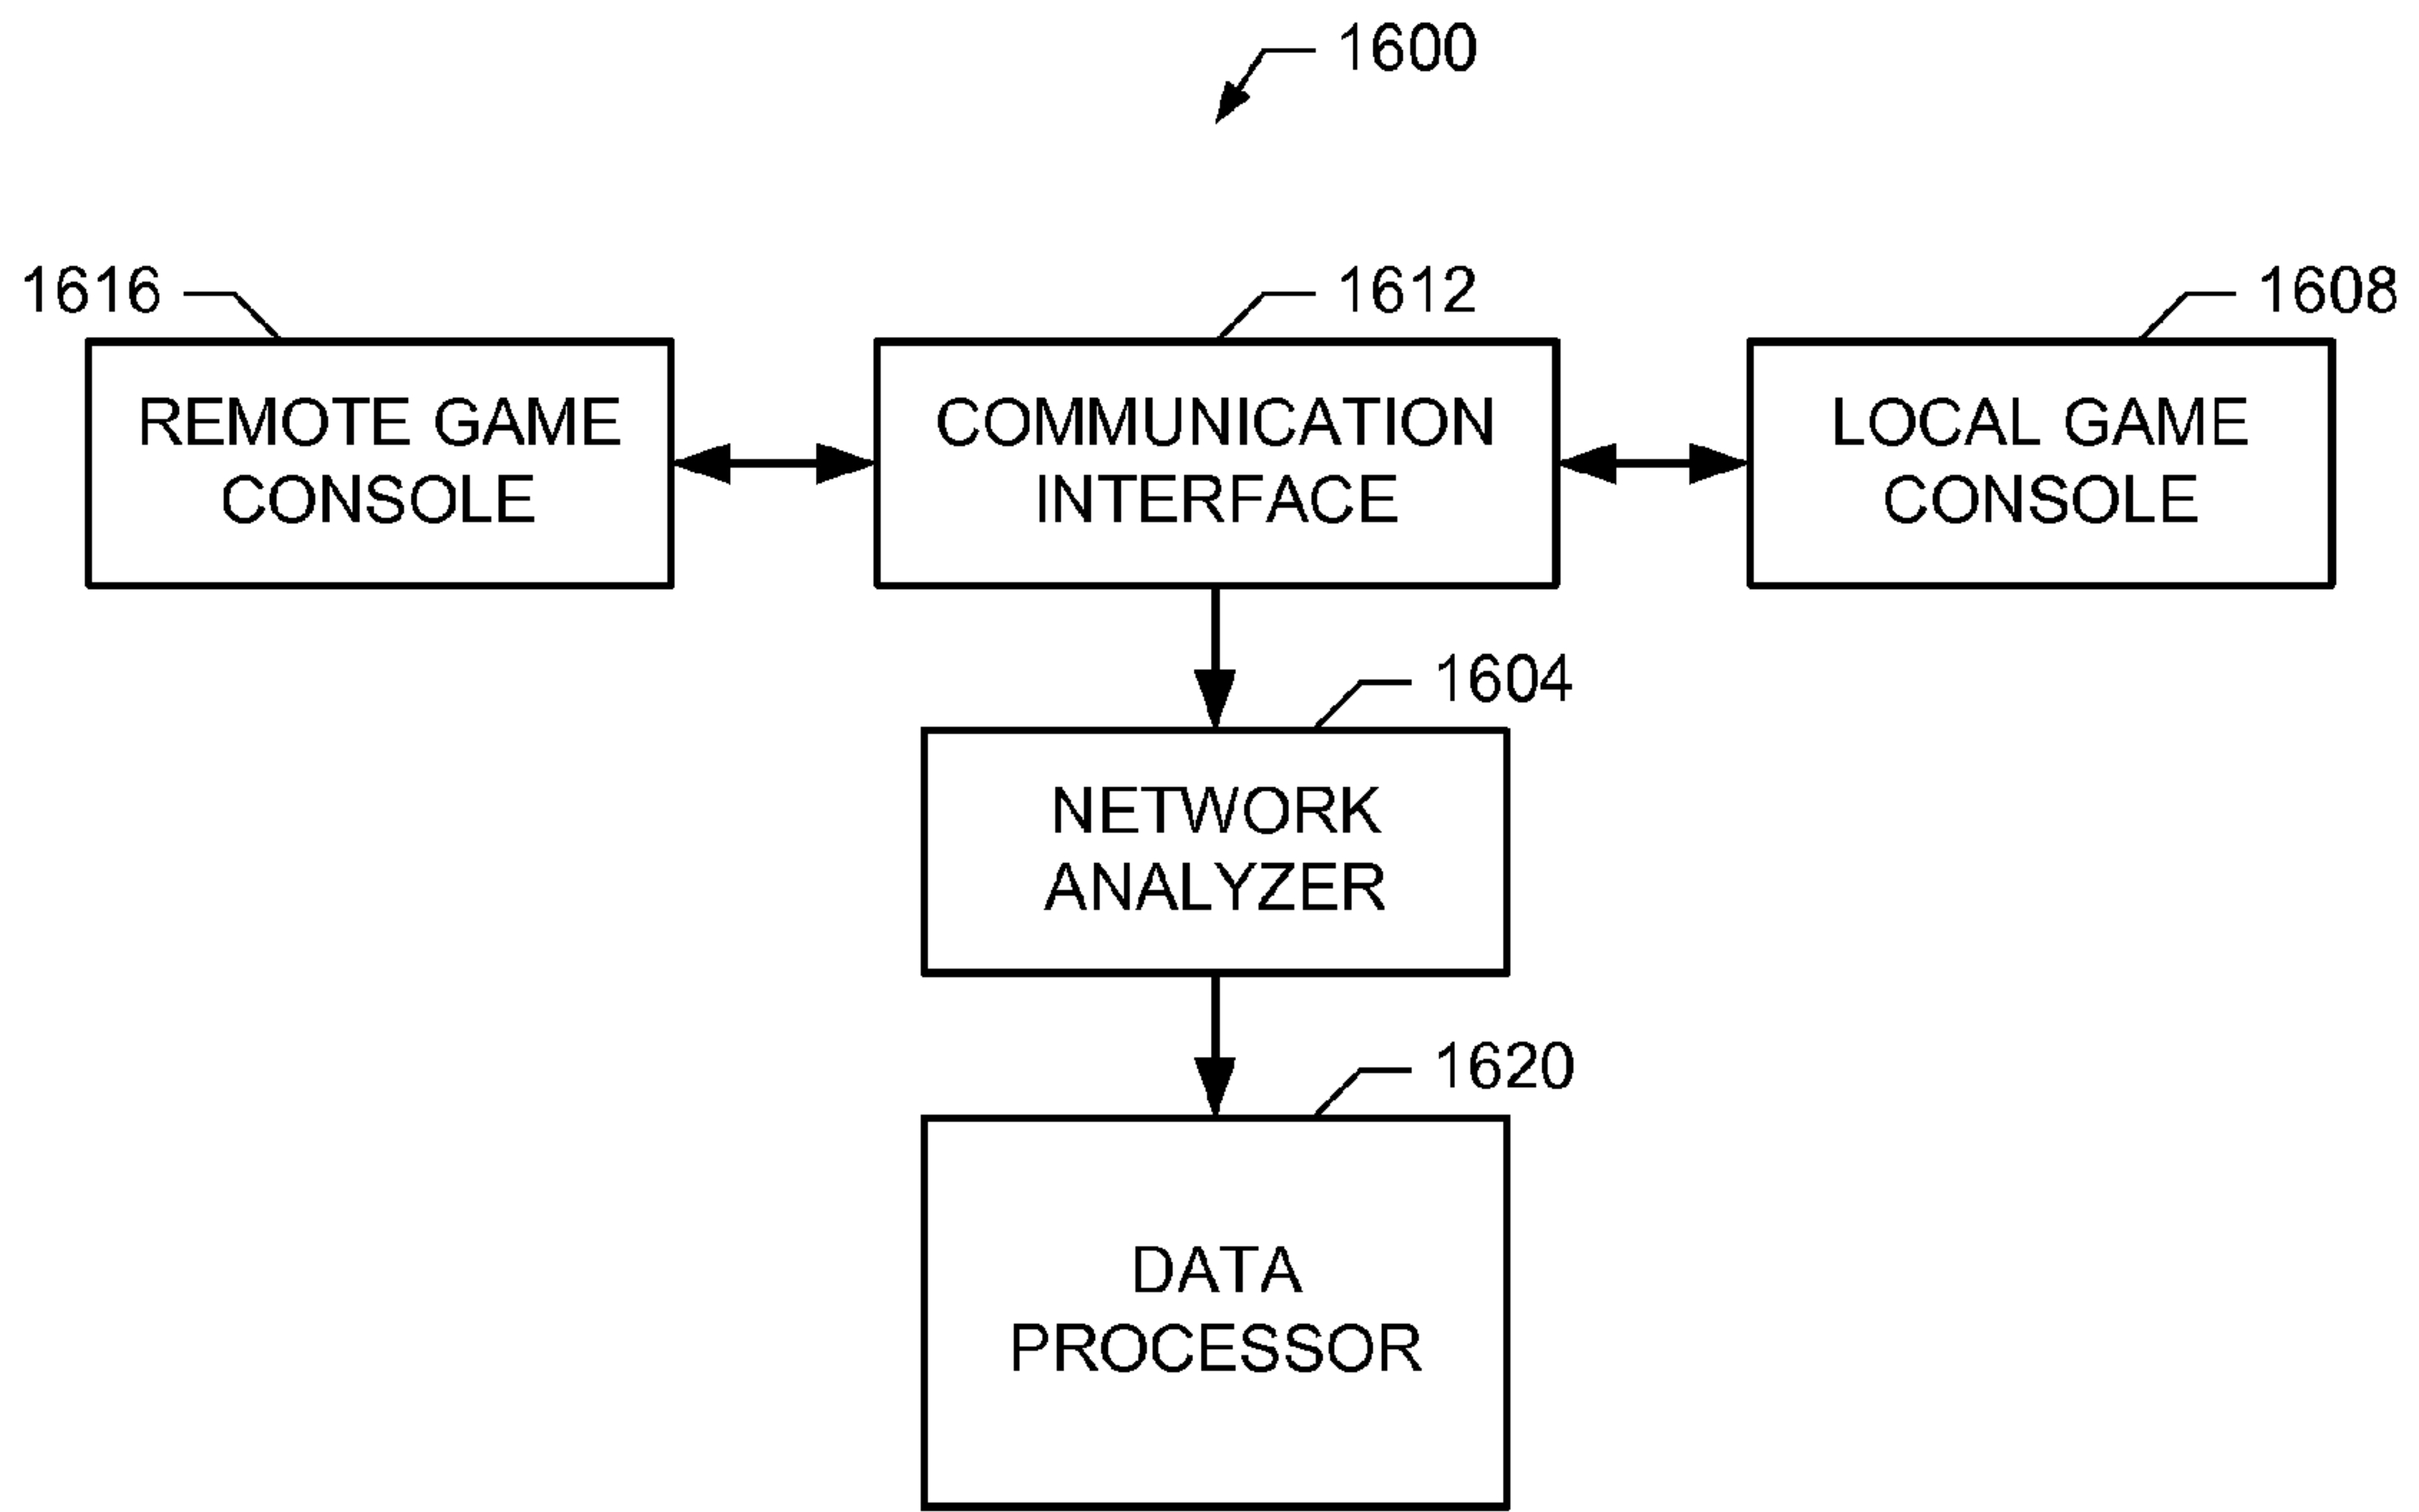 1600
1616
1612
1608
REMOTE GAME
CONSOLE
COMMUNICATION
INTERFACE
LOCAL GAME
CONSOLE
1604
NETWORK
ANALYZER
1620
DATA
PROCESSOR